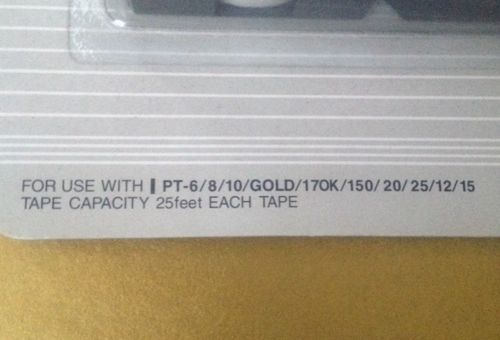 FOR USE WITH | PT-6/8/10/GOLD/170K/150/20/25/12/15
TAPE CAPACITY 25feet EACH TAPE